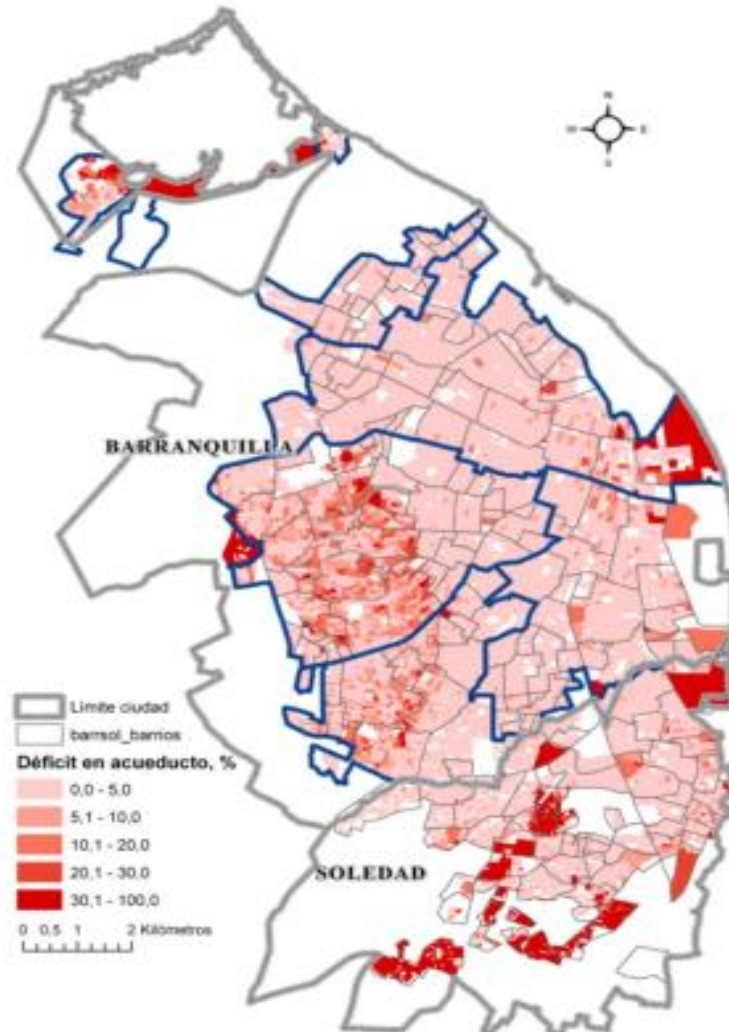 N
E
S
BARRANQUILLA
Limite ciudad
barrsol_barrios
Déficit en acueducto, %
0,0 - 5.0
5,1 - 10,0
10,1 - 20,0
20,1 - 30,0
30,1 - 100,0
0 0,5 1 2 Kilómetros
SOLEDAD